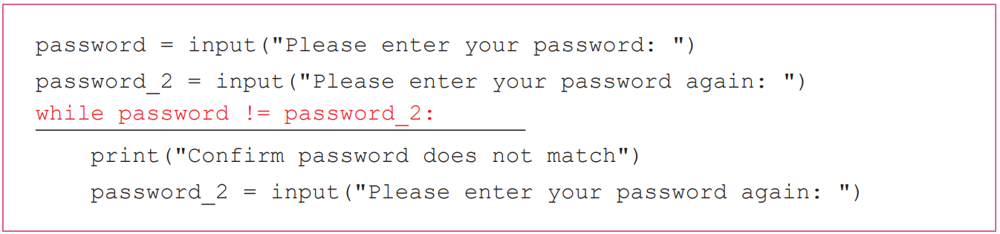 password = input("Please enter your password: ")
password_2 = input("Please enter your password again: ")
while password != password_2:
    print("Confirm password does not match")
    password_2 = input("Please enter your password again: ")